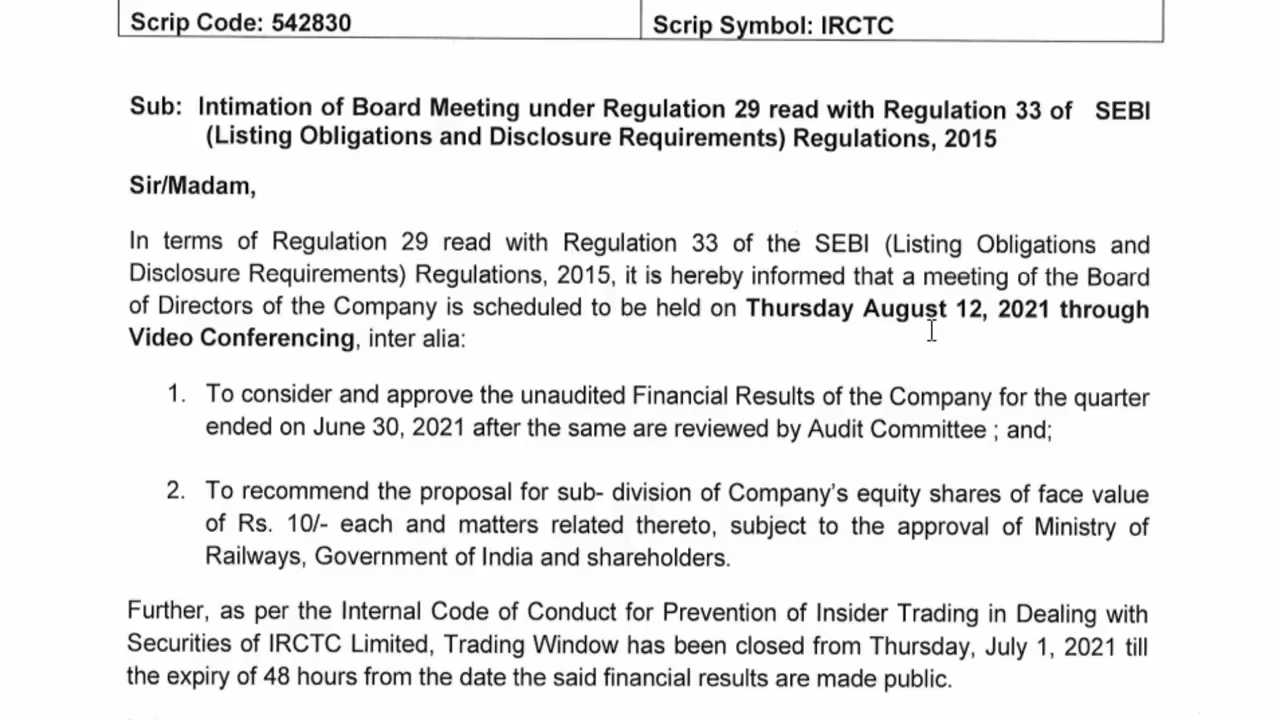 Scrip Code: 542830
Scrip Symbol: IRCTC
Sub: Intimation of Board Meeting under Regulation 29 read with Regulation 33 of SEBI
(Listing Obligations and Disclosure Requirements) Regulations, 2015
Sir/Madam,
In terms of Regulation 29 read with Regulation 33 of the SEBI (Listing Obligations and
Disclosure Requirements) Regulations, 2015, it is hereby informed that a meeting of the Board
of Directors of the Company is scheduled to be held on Thursday August 12, 2021 through
Video Conferencing, inter alia:
1. To consider and approve the unaudited Financial Results of the Company for the quarter
ended on June 30, 2021 after the same are reviewed by Audit Committee ; and;
2. To recommend the proposal for sub- division of Company's equity shares of face value
of Rs. 10/- each and matters related thereto, subject to the approval of Ministry of
Railways, Government of India and shareholders.
Further, as per the Internal Code of Conduct for Prevention of Insider Trading in Dealing with
Securities of IRCTC Limited, Trading Window has been closed from Thursday, July 1, 2021 till
the expiry of 48 hours from the date the said financial results are made public.